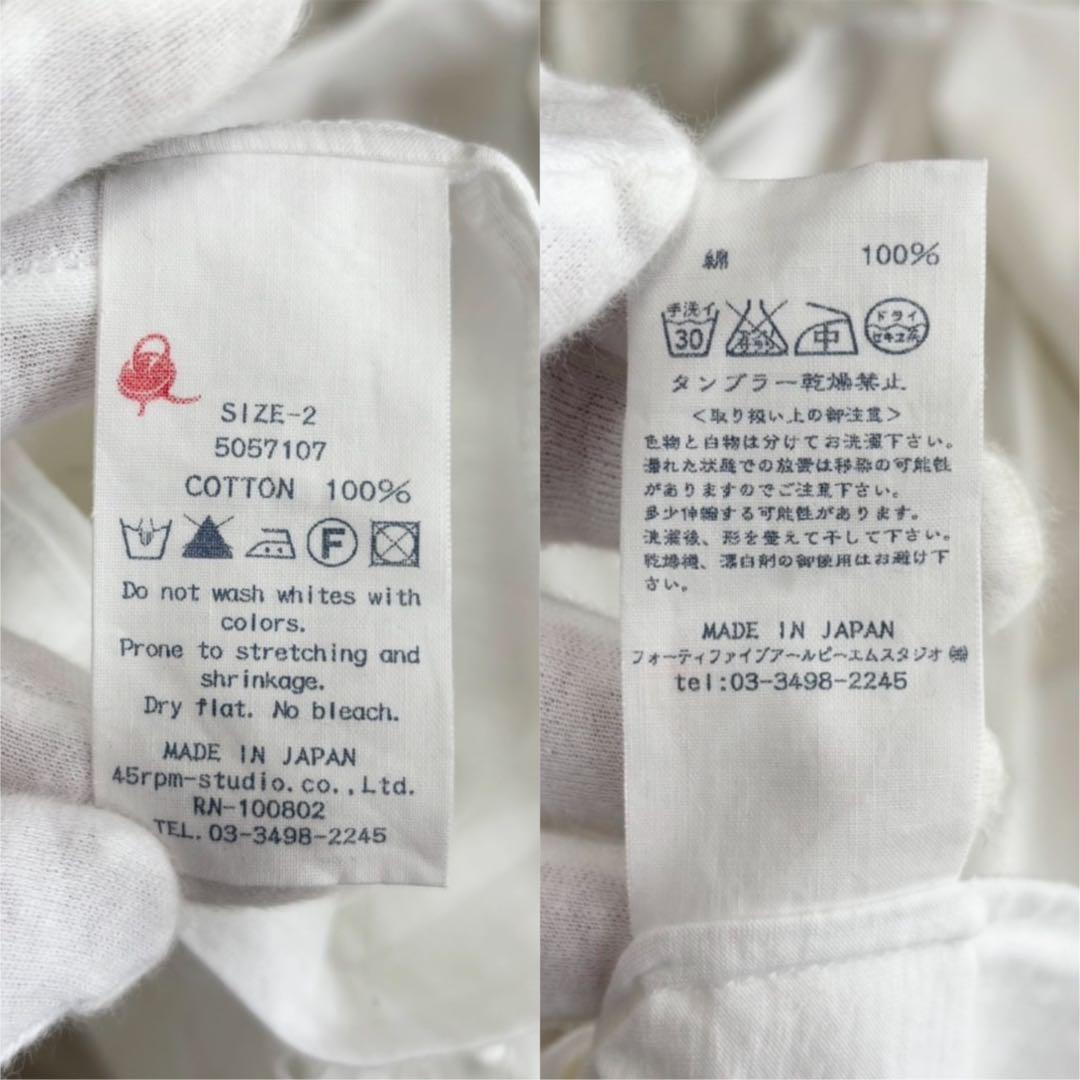 SIZE-2
5057107
COTTON 100%
F
Do not wash whites with
colors.
Prone to stretching and
shrinkage.
Dry flat. No bleach.
MADE IN JAPAN
45rpm-studio.co.,Ltd.
RN-100802
TEL. 03-3498-2245
綿 100%
手洗イ ドライ
30 中 セキユ系
タンブラー乾燥禁止
<取り扱い上の御注意>
色物と白物は分けてお洗濯下さい。
濡れた状態での放置は移染の可能性
がありますのでご注意下さい。
多少伸縮する可能性があります。
洗濯後、形を整えて干して下さい。
乾燥機、漂白剤の御使用はお避け下
さい。
MADE IN JAPAN
フォーティファイブアールピーエムスタジオ㈱
tel:03-3498-2245